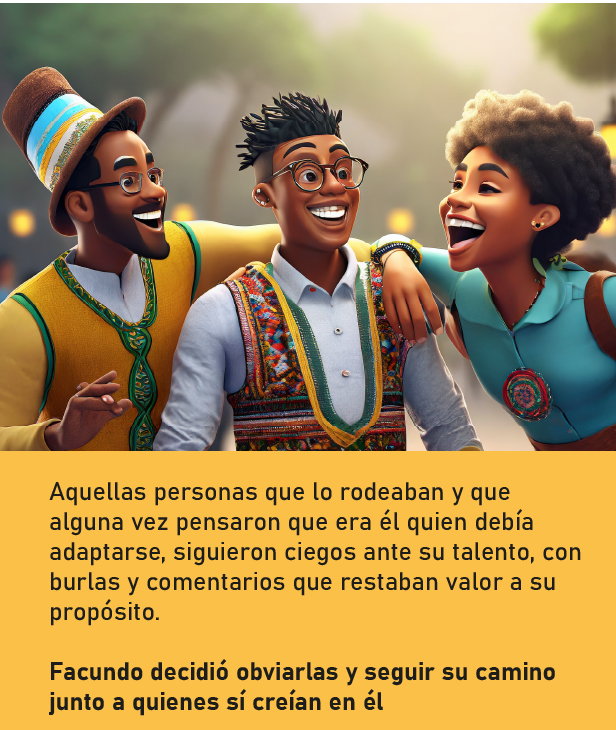 Aquellas personas que lo rodeaban y que
alguna vez pensaron que era él quien debía
adaptarse, siguieron ciegos ante su talento, con
burlas y comentarios que restaban valor a su
propósito.
Facundo decidió obviarlas y seguir su camino
junto a quienes sí creían en él